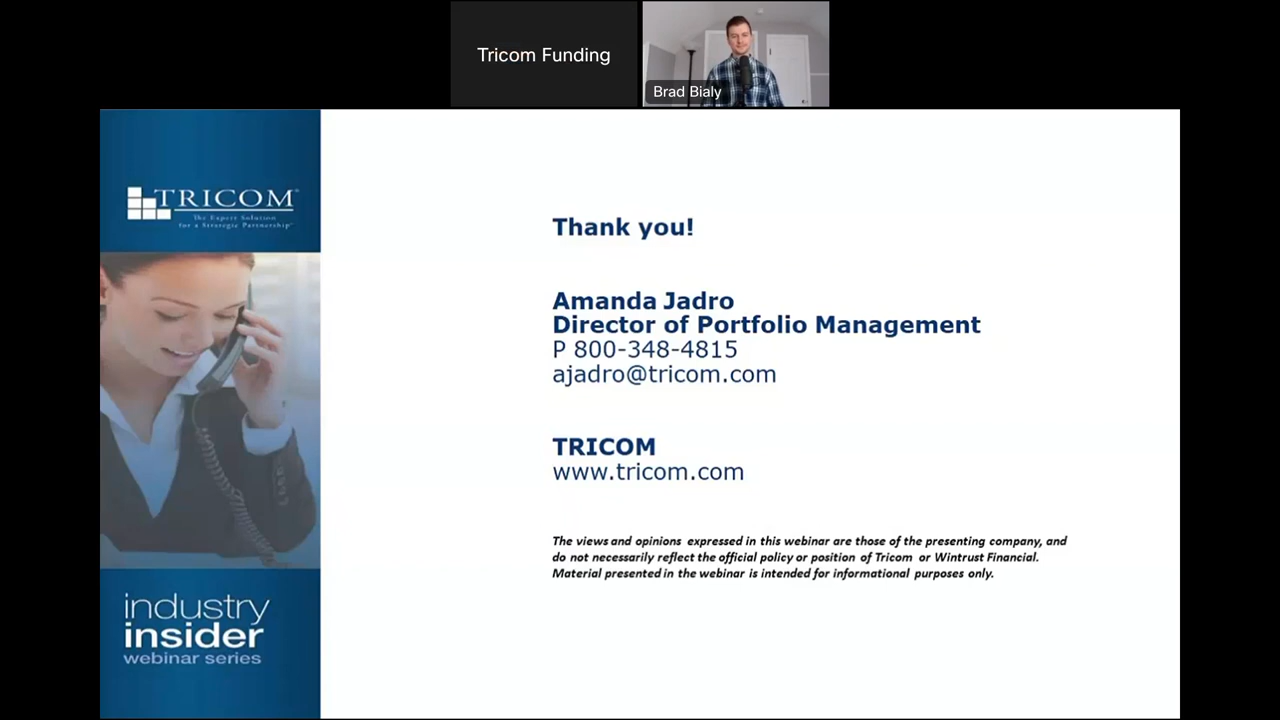 Tricom Funding
Brad Bialy
TRICOM®
The Expert Solution
for a Strategic Partnership
Thank you!
Amanda Jadro
Director of Portfolio Management
P 800-348-4815
ajadro@tricom.com
TRICOM
www.tricom.com
The views and opinions expressed in this webinar are those of the presenting company, and
do not necessarily reflect the official policy or position of Tricom or Wintrust Financial.
Material presented in the webinar is intended for informational purposes only.
industry
insider
webinar series